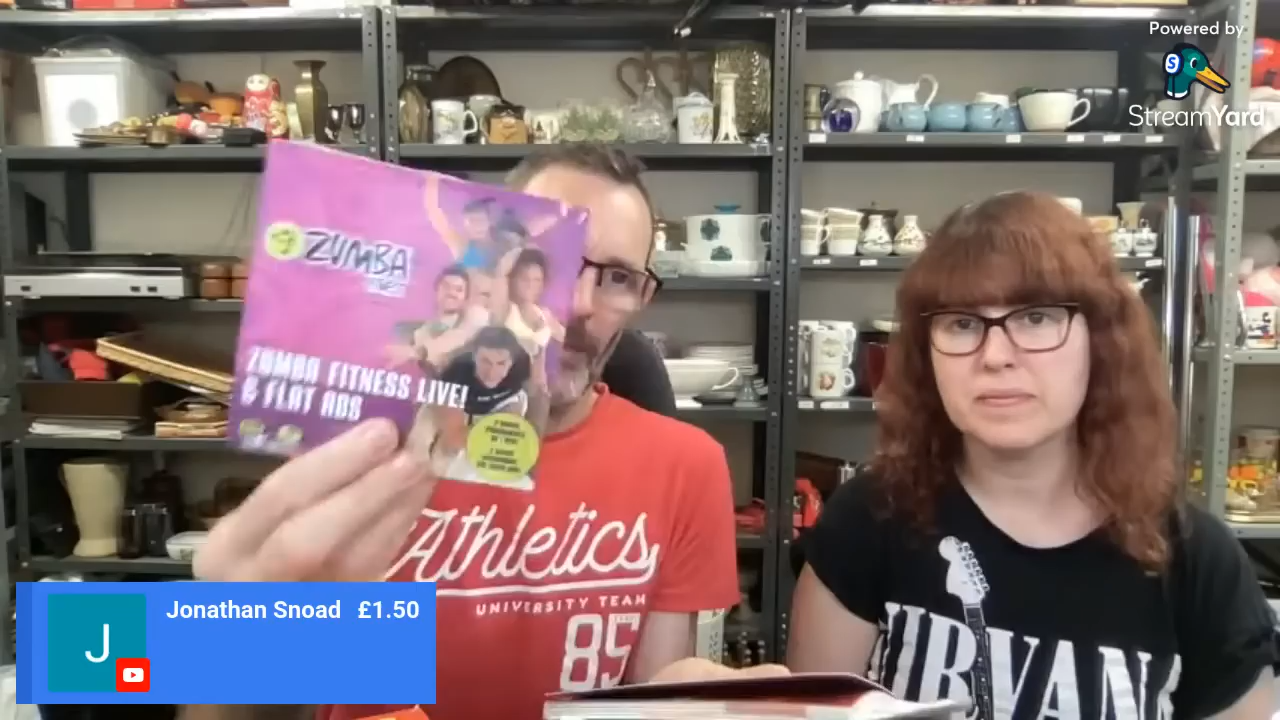 Powered by
S
StreamYard
ZUMBA
ZUMBA FITNESS LIVE!
& FLAT ABS
Athletics
UNIVERSITY TEAM
85
NIRVANA
J
Jonathan Snoad £1.50